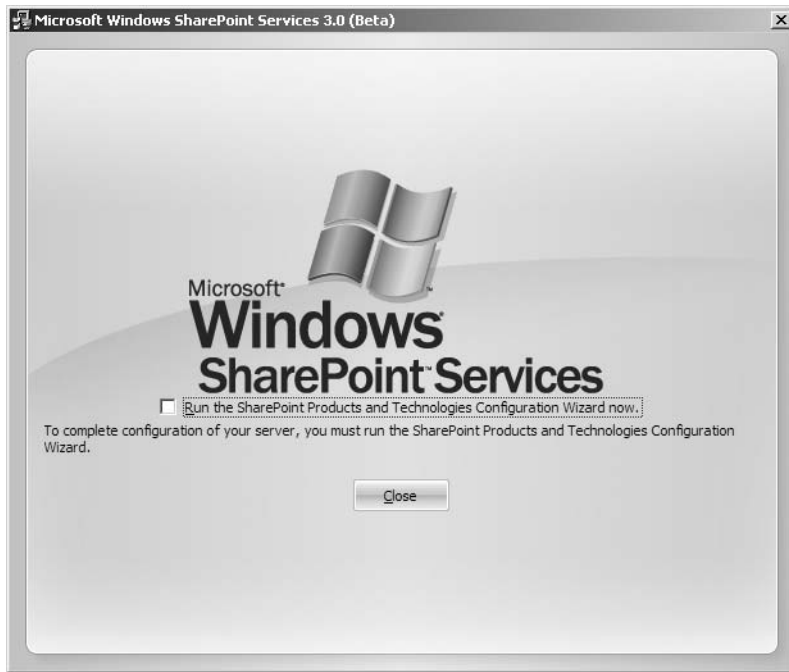 Microsoft Windows SharePoint Services 3.0 (Beta)
Microsoft®
Windows®
SharePoint™ Services
Run the SharePoint Products and Technologies Configuration Wizard now.
To complete configuration of your server, you must run the SharePoint Products and Technologies Configuration
Wizard.
Close